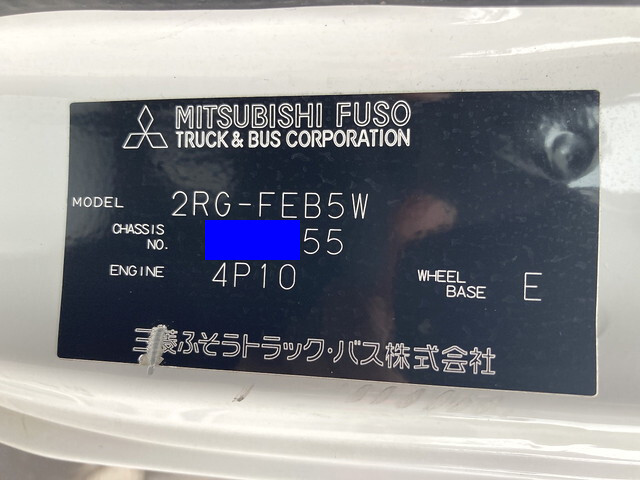 MITSUBISHI FUSO
TRUCK & BUS CORPORATION
MODEL 2RG-FEB5W
CHASSIS NO. 55
ENGINE 4P10
WHEEL BASE E
三菱ふそうトラック・バス株式会社